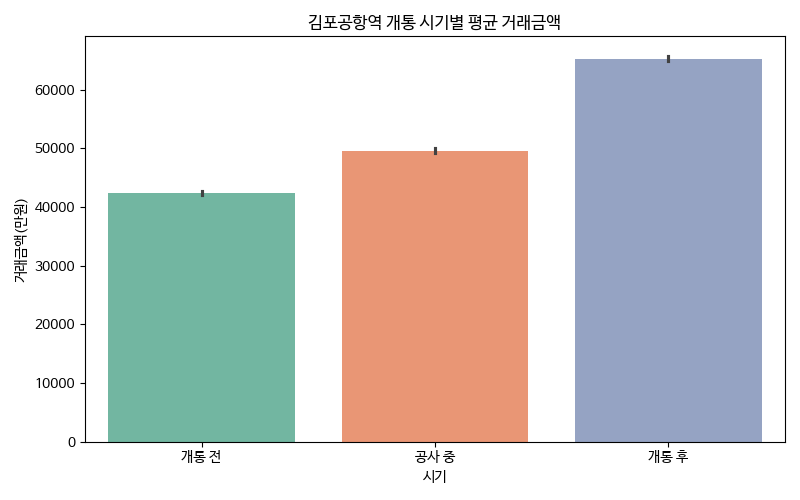 김포공항역 개통 시기별 평균 거래금액
거래금액(만원)
60000
50000
40000
30000
20000
10000
0
개통 전
공사 중
개통 후
시기